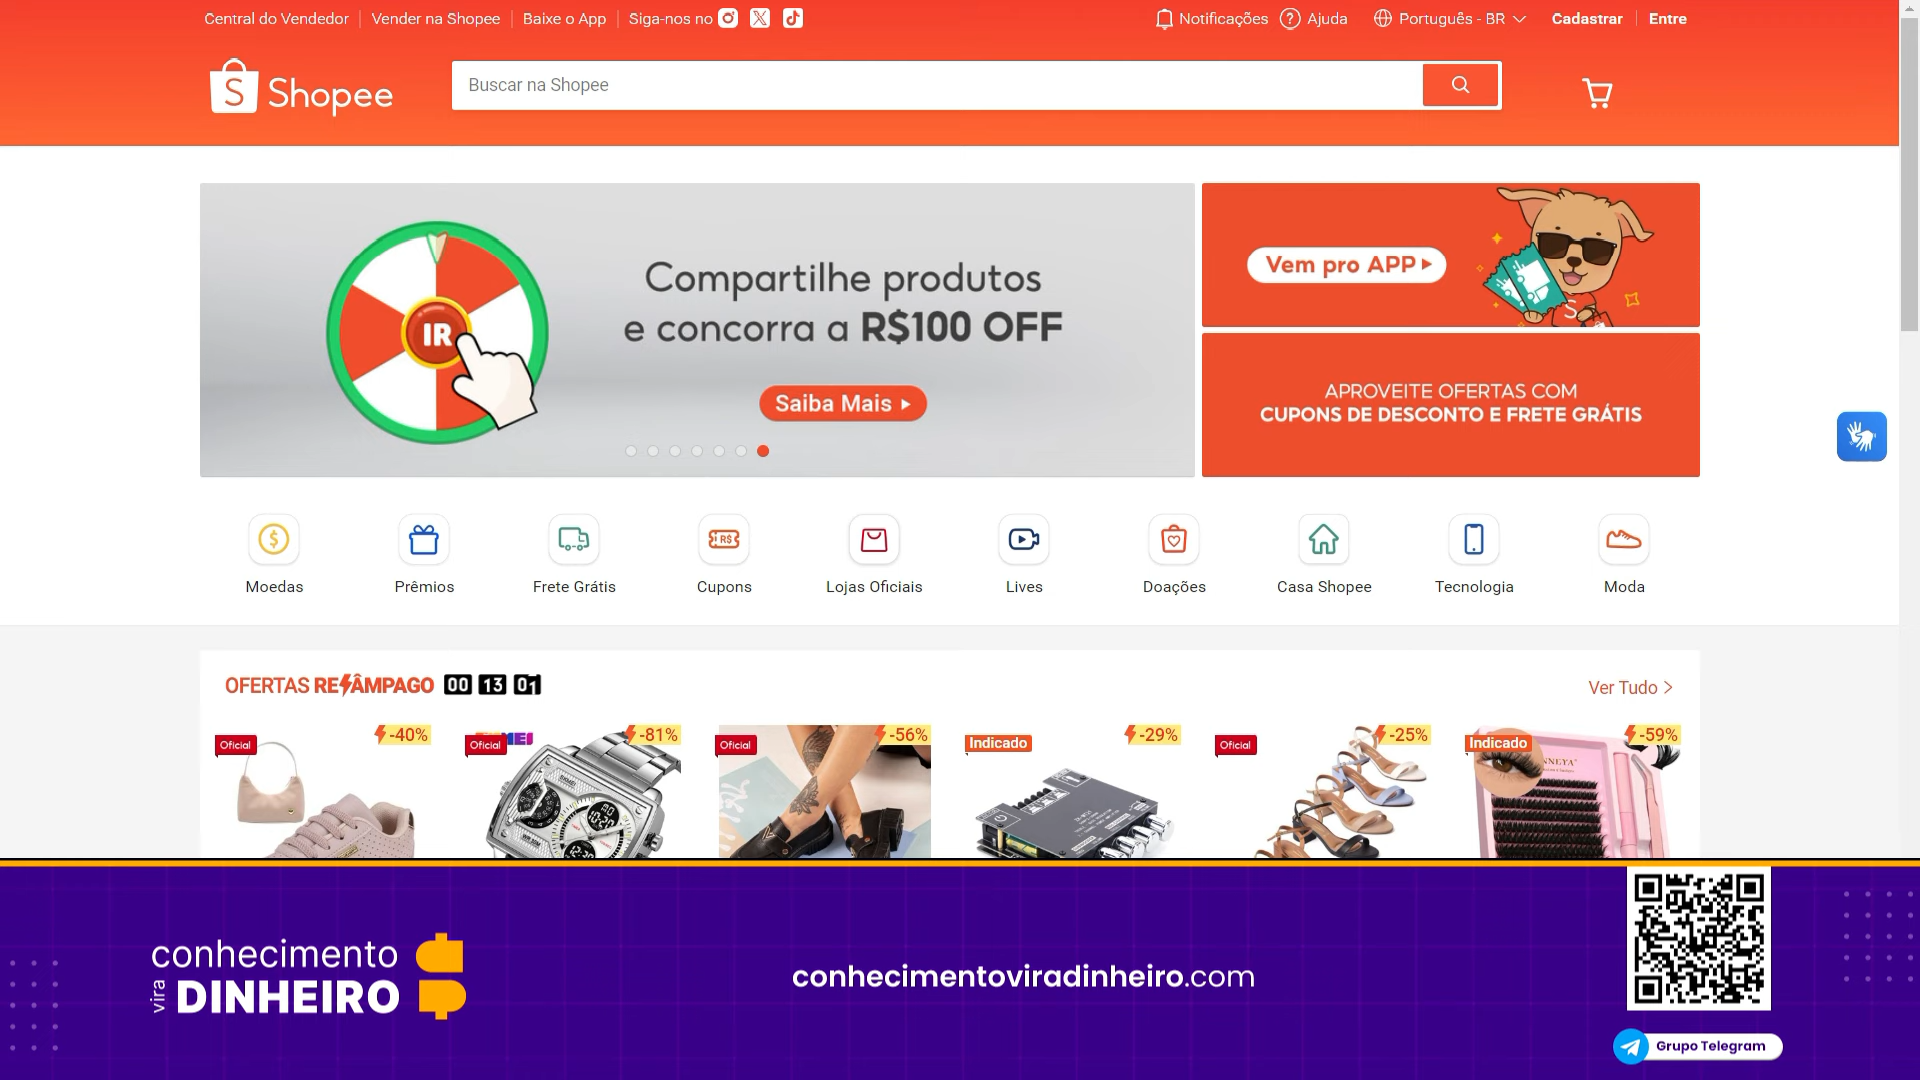 Central do Vendedor
Vender na Shopee
Baixe o App
Siga-nos no
Notificações
Ajuda
Português - BR
Cadastrar
Entre
Shopee
Buscar na Shopee
Compartilhe produtos
e concorra a R$100 OFF
IR
Saiba Mais
Vem pro APP
APROVEITE OFERTAS COM
CUPONS DE DESCONTO E FRETE GRÁTIS
Moedas
Prêmios
Frete Grátis
Cupons
Lojas Oficiais
Lives
Doações
Casa Shopee
Tecnologia
Moda
OFERTAS RELÂMPAGO 00 13 01
Ver Tudo
Oficial
-40%
Oficial
-81%
Oficial
-56%
Indicado
-29%
Oficial
-25%
Indicado
-59%
conhecimento
vira DINHEIRO
conhecimentoviradinheiro.com
Grupo Telegram